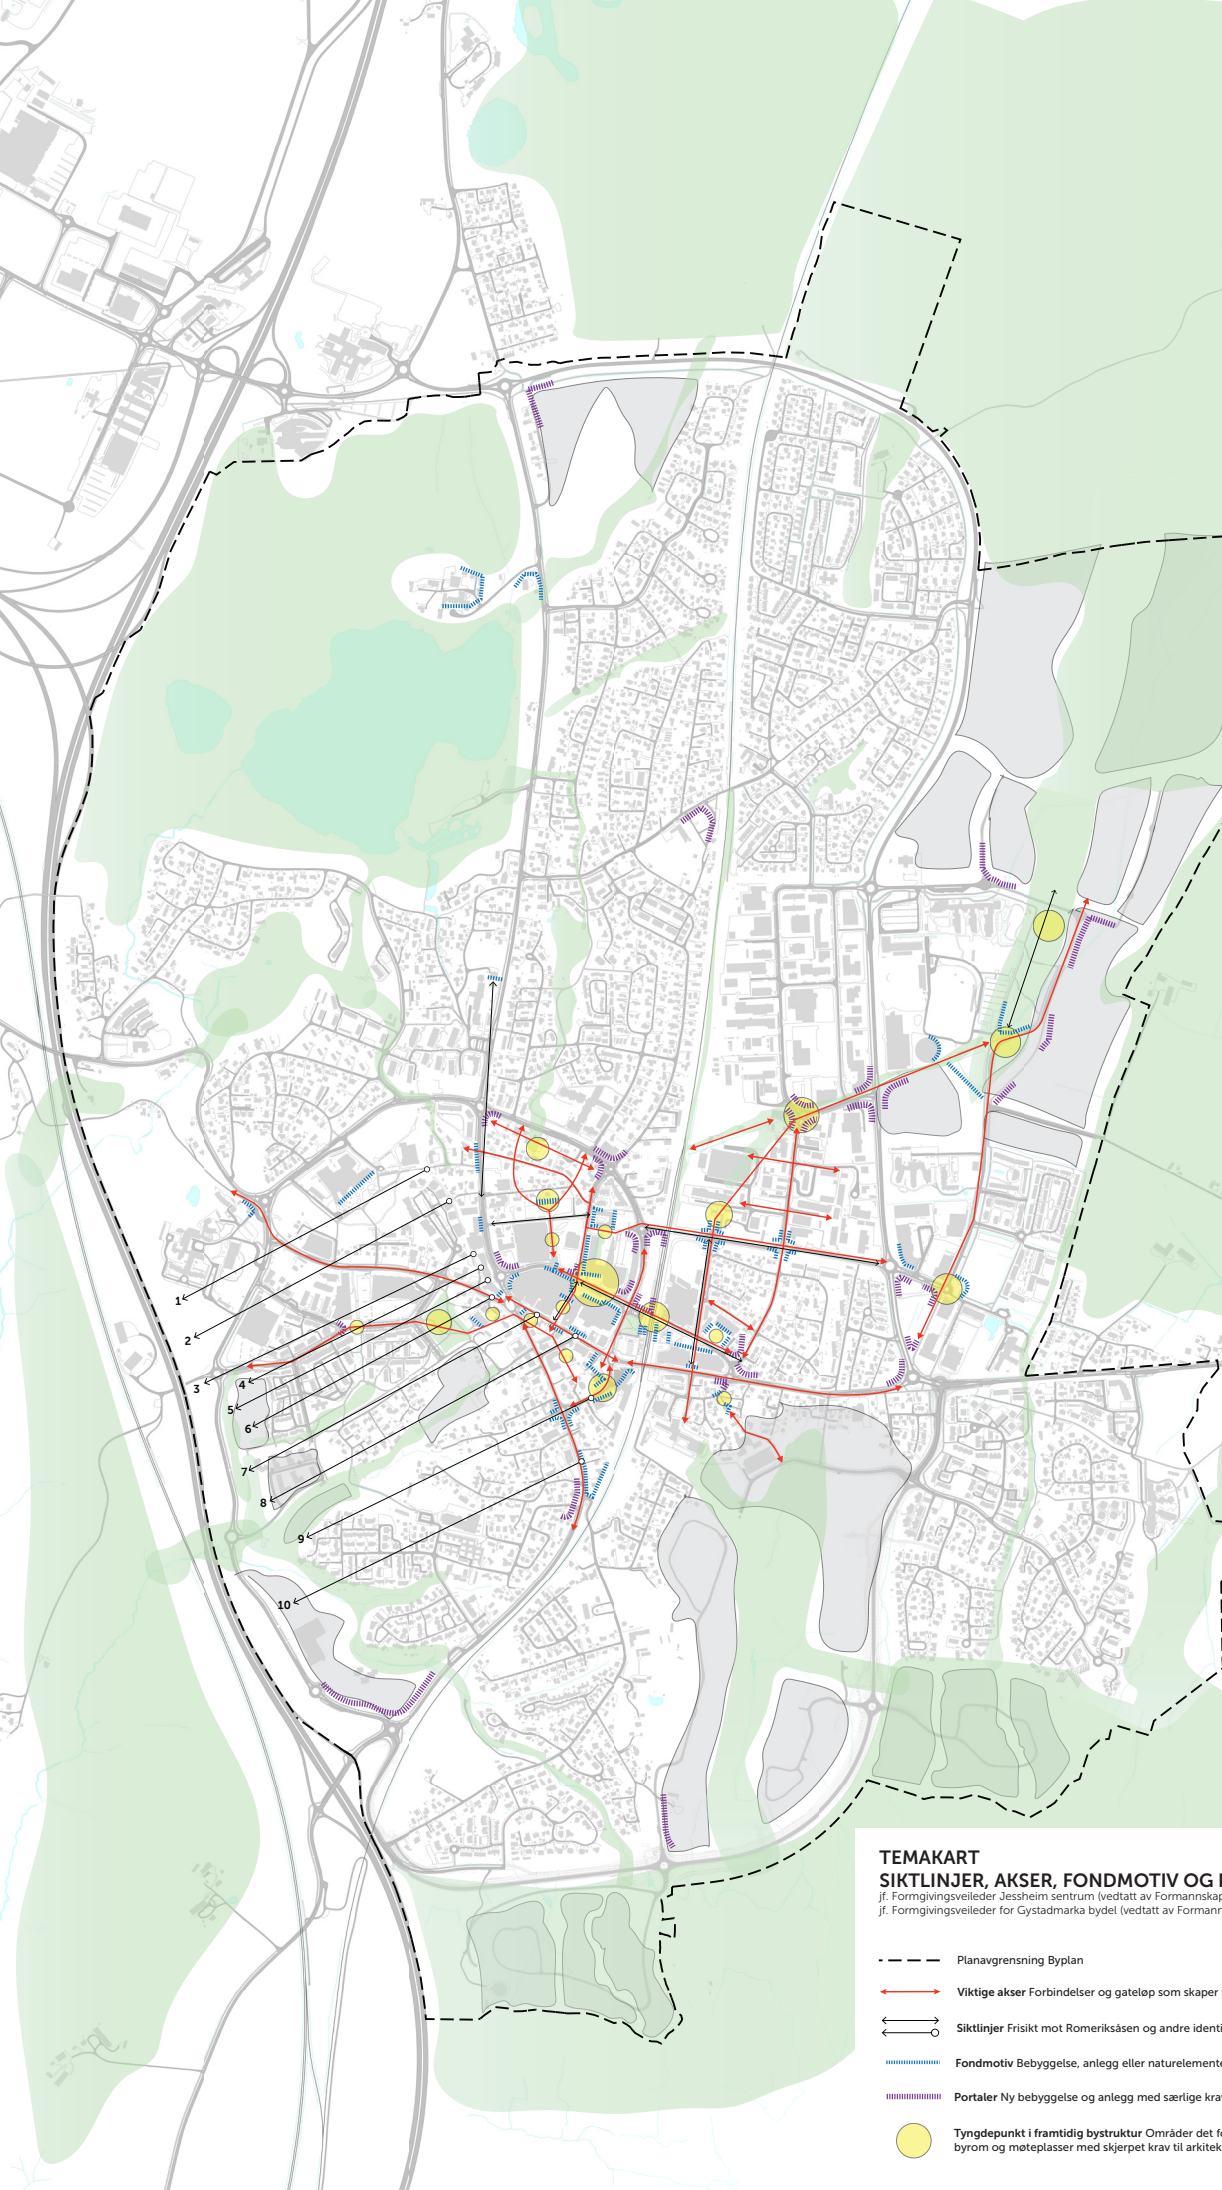 1
2
3
4
5
6
7
8
9
10
TEMAKART
SIKTLINJER, AKSER, FONDMOTIV OG
jf. Formgivingsveileder Jessheim sentrum (vedtatt av Formannskap
jf. Formgivingsveileder for Gystadmarka bydel (vedtatt av Formann
Planavgrensning Byplan
Viktige akser Forbindelser og gateløp som skaper
Siktlinjer Frisikt mot Romeriksåsen og andre identi
Fondmotiv Bebyggelse, anlegg eller naturelemente
Portaler Ny bebyggelse og anlegg med særlige kra
Tyngdepunkt i framtidig bystruktur Områder det fo
byrom og møteplasser med skjerpet krav til arkitek